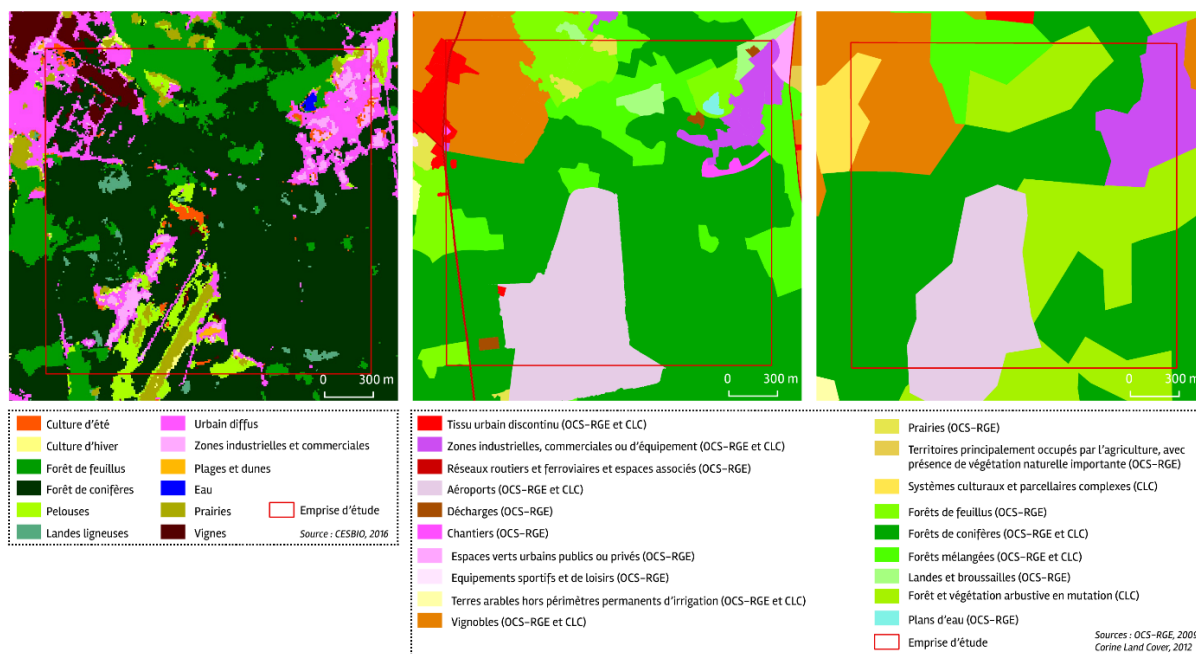 0 300 m
0 300 m
0 300 m
Culture d'été
Culture d'hiver
Forêt de feuillus
Forêt de conifères
Pelouses
Landes ligneuses
Urbain diffus
Zones industrielles et commerciales
Plages et dunes
Eau
Prairies
Vignes
Emprise d'étude
Source : CESBIO, 2016
Tissu urbain discontinu (OCS-RGE et CLC)
Zones industrielles, commerciales ou d'équipement (OCS-RGE et CLC)
Réseaux routiers et ferroviaires et espaces associés (OCS-RGE)
Aéroports (OCS-RGE et CLC)
Décharges (OCS-RGE)
Chantiers (OCS-RGE)
Espaces verts urbains publics ou privés (OCS-RGE)
Equipements sportifs et de loisirs (OCS-RGE)
Terres arables hors périmètres permanents d'irrigation (OCS-RGE et CLC)
Vignobles (OCS-RGE et CLC)
Prairies (OCS-RGE)
Territoires principalement occupés par l'agriculture, avec
présence de végétation naturelle importante (OCS-RGE)
Systèmes culturaux et parcellaires complexes (CLC)
Forêts de feuillus (OCS-RGE)
Forêts de conifères (OCS-RGE et CLC)
Forêts mélangées (OCS-RGE et CLC)
Landes et broussailles (OCS-RGE)
Forêt et végétation arbustive en mutation (CLC)
Plans d'eau (OCS-RGE)
Emprise d'étude
Sources : OCS-RGE, 2009
Corine Land Cover, 2012